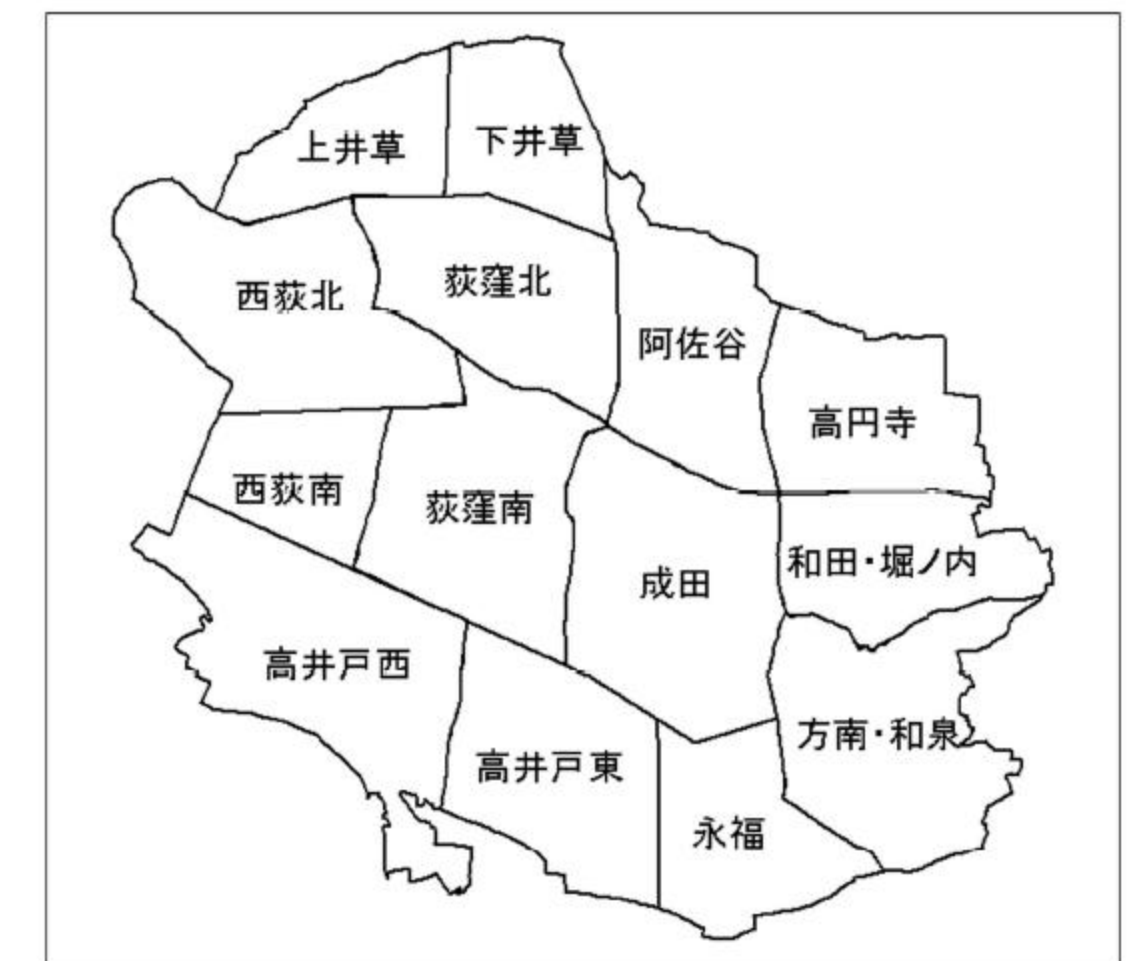 上井草
下井草
西荻北
荻窪北
阿佐谷
高円寺
西荻南
荻窪南
成田
和田・堀ノ内
高井戸西
高井戸東
方南・和泉
永福